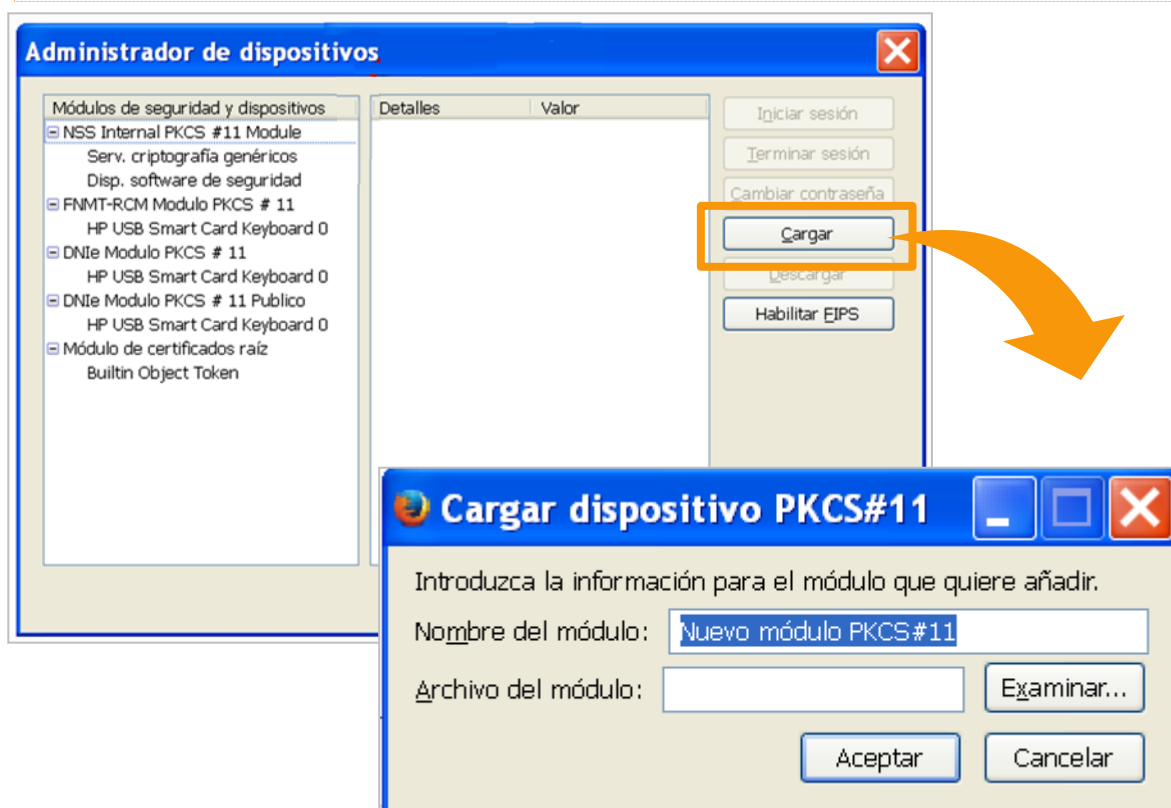 Administrador de dispositivos
Módulos de seguridad y dispositivos
Detalles
Valor
NSS Internal PKCS #11 Module
Serv. criptografía genéricos
Disp. software de seguridad
FNMT-RCM Modulo PKCS # 11
HP USB Smart Card Keyboard 0
DNIe Modulo PKCS # 11
HP USB Smart Card Keyboard 0
DNIe Modulo PKCS # 11 Publico
HP USB Smart Card Keyboard 0
Módulo de certificados raíz
Builtin Object Token
Iniciar sesión
Terminar sesión
Cambiar contraseña
Cargar
Descargar
Habilitar FIPS
Cargar dispositivo PKCS#11
Introduzca la información para el módulo que quiere añadir.
Nombre del módulo: Nuevo módulo PKCS#11
Archivo del módulo: Examinar...
Aceptar Cancelar